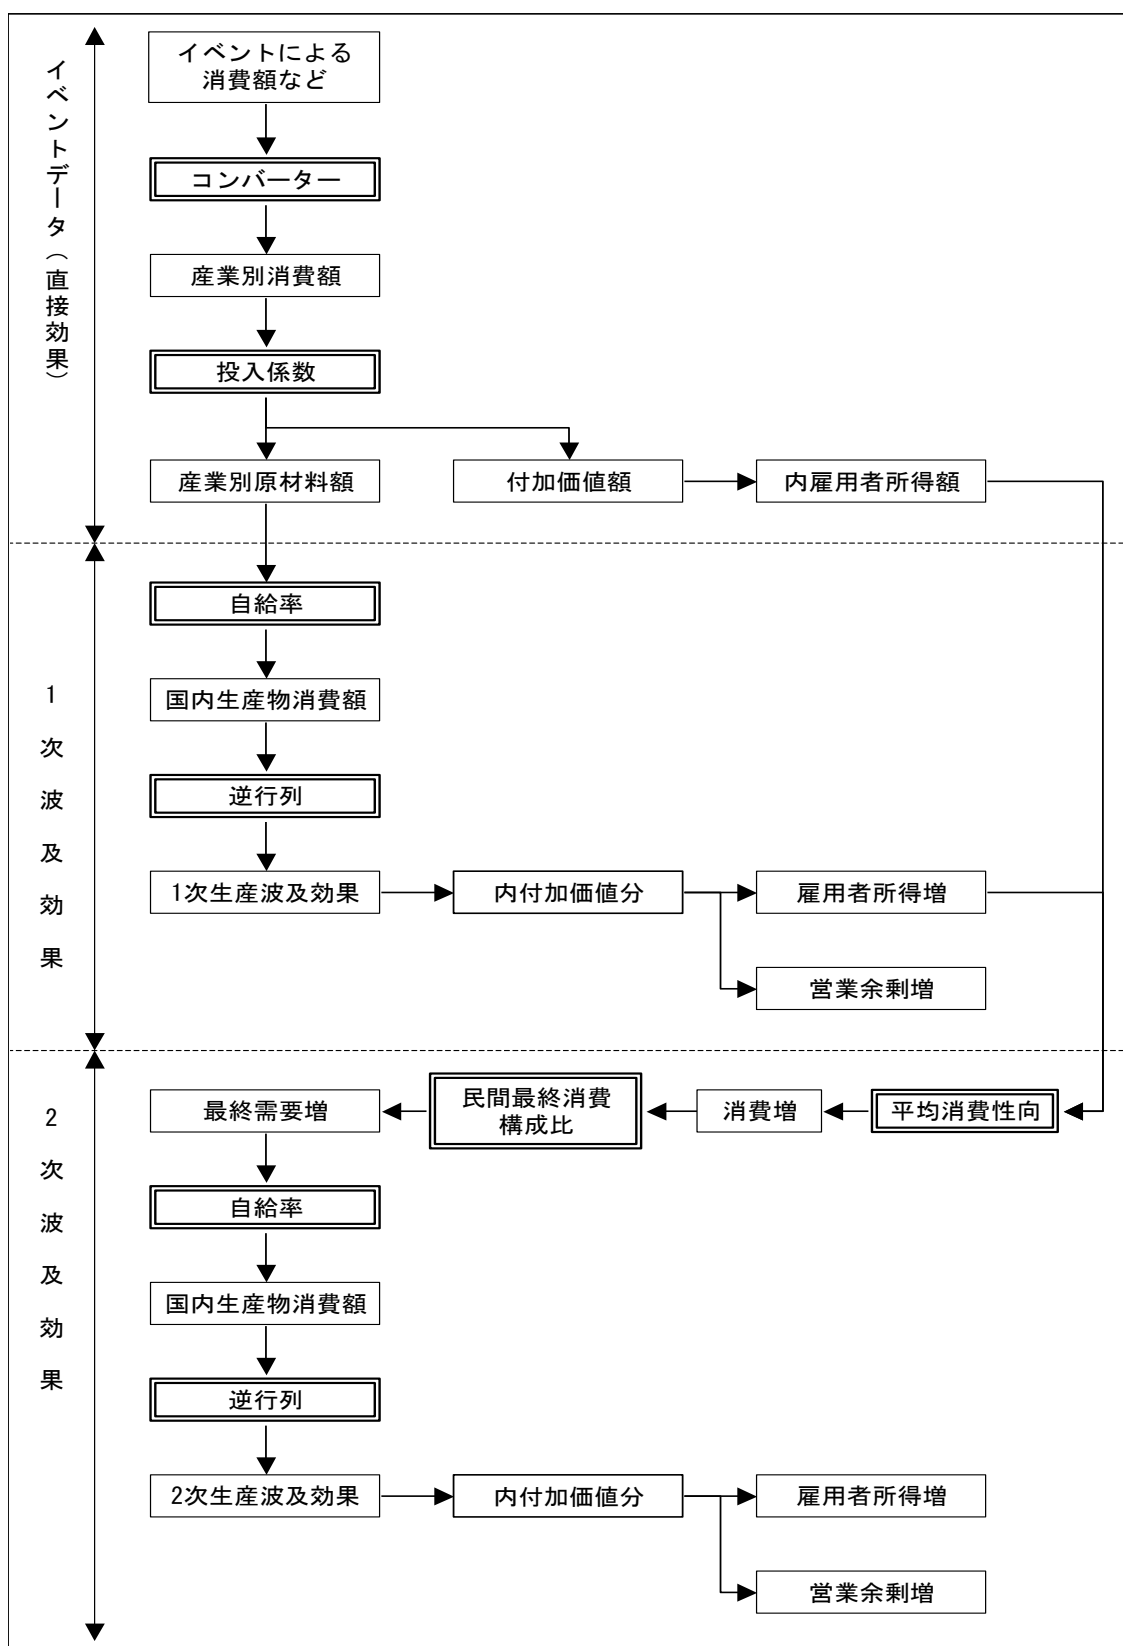 イベントデータ（直接効果）
イベントによる
消費額など
コンバーター
産業別消費額
投入係数
産業別原材料額
付加価値額
内雇用者所得額
1次波及効果
自給率
国内生産物消費額
逆行列
1次生産波及効果
内付加価値分
雇用者所得増
営業余剰増
2次波及効果
最終需要増
民間最終消費
構成比
消費増
平均消費性向
自給率
国内生産物消費額
逆行列
2次生産波及効果
内付加価値分
雇用者所得増
営業余剰増